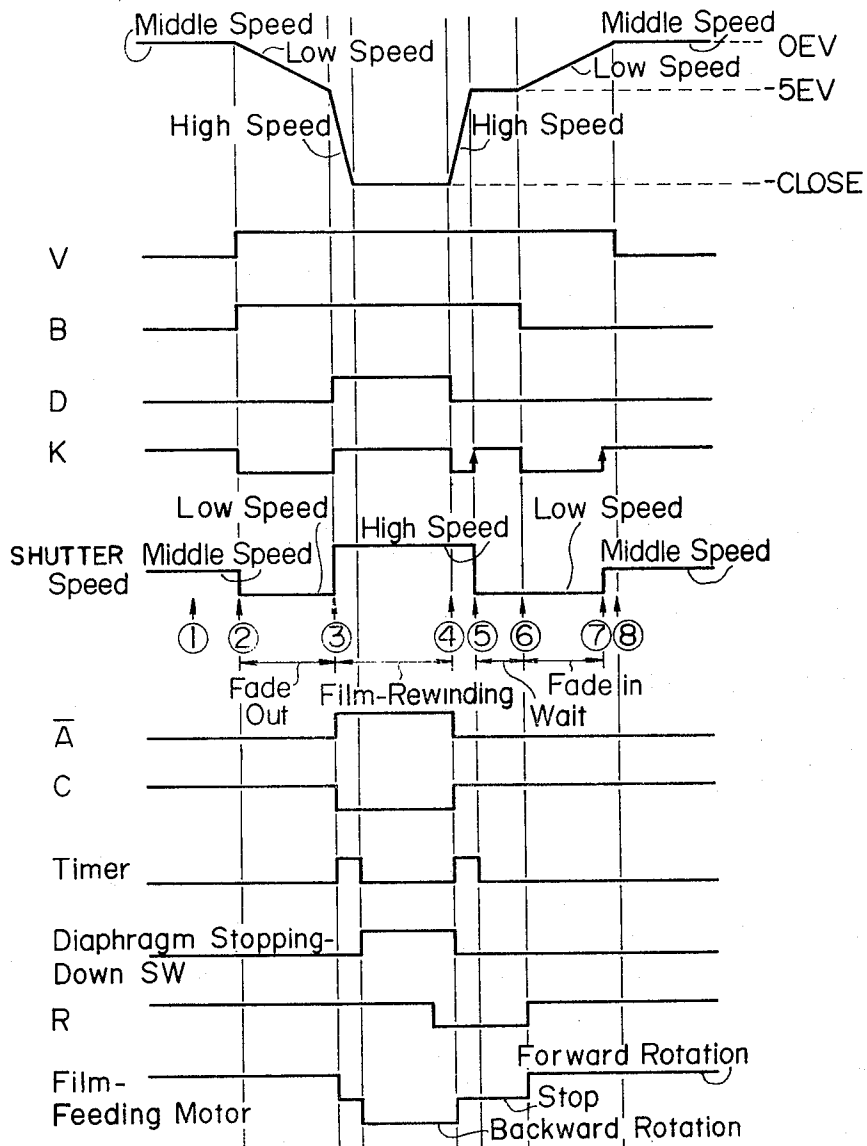 Middle Speed
Middle Speed
OEV
Low Speed
Low Speed
-5EV
High Speed
High Speed
-CLOSE
V
B
D
K
Low Speed
High Speed
Low Speed
SHUTTER
Speed
Middle Speed
Middle Speed
① ② ③ ④ ⑤ ⑥ ⑦ ⑧
Fade
Out
Film-Rewinding
Wait
Fade in
A̅
C
Timer
Diaphragm Stopping-
Down SW
R
Forward Rotation
Film-
Feeding Motor
Stop
Backward Rotation